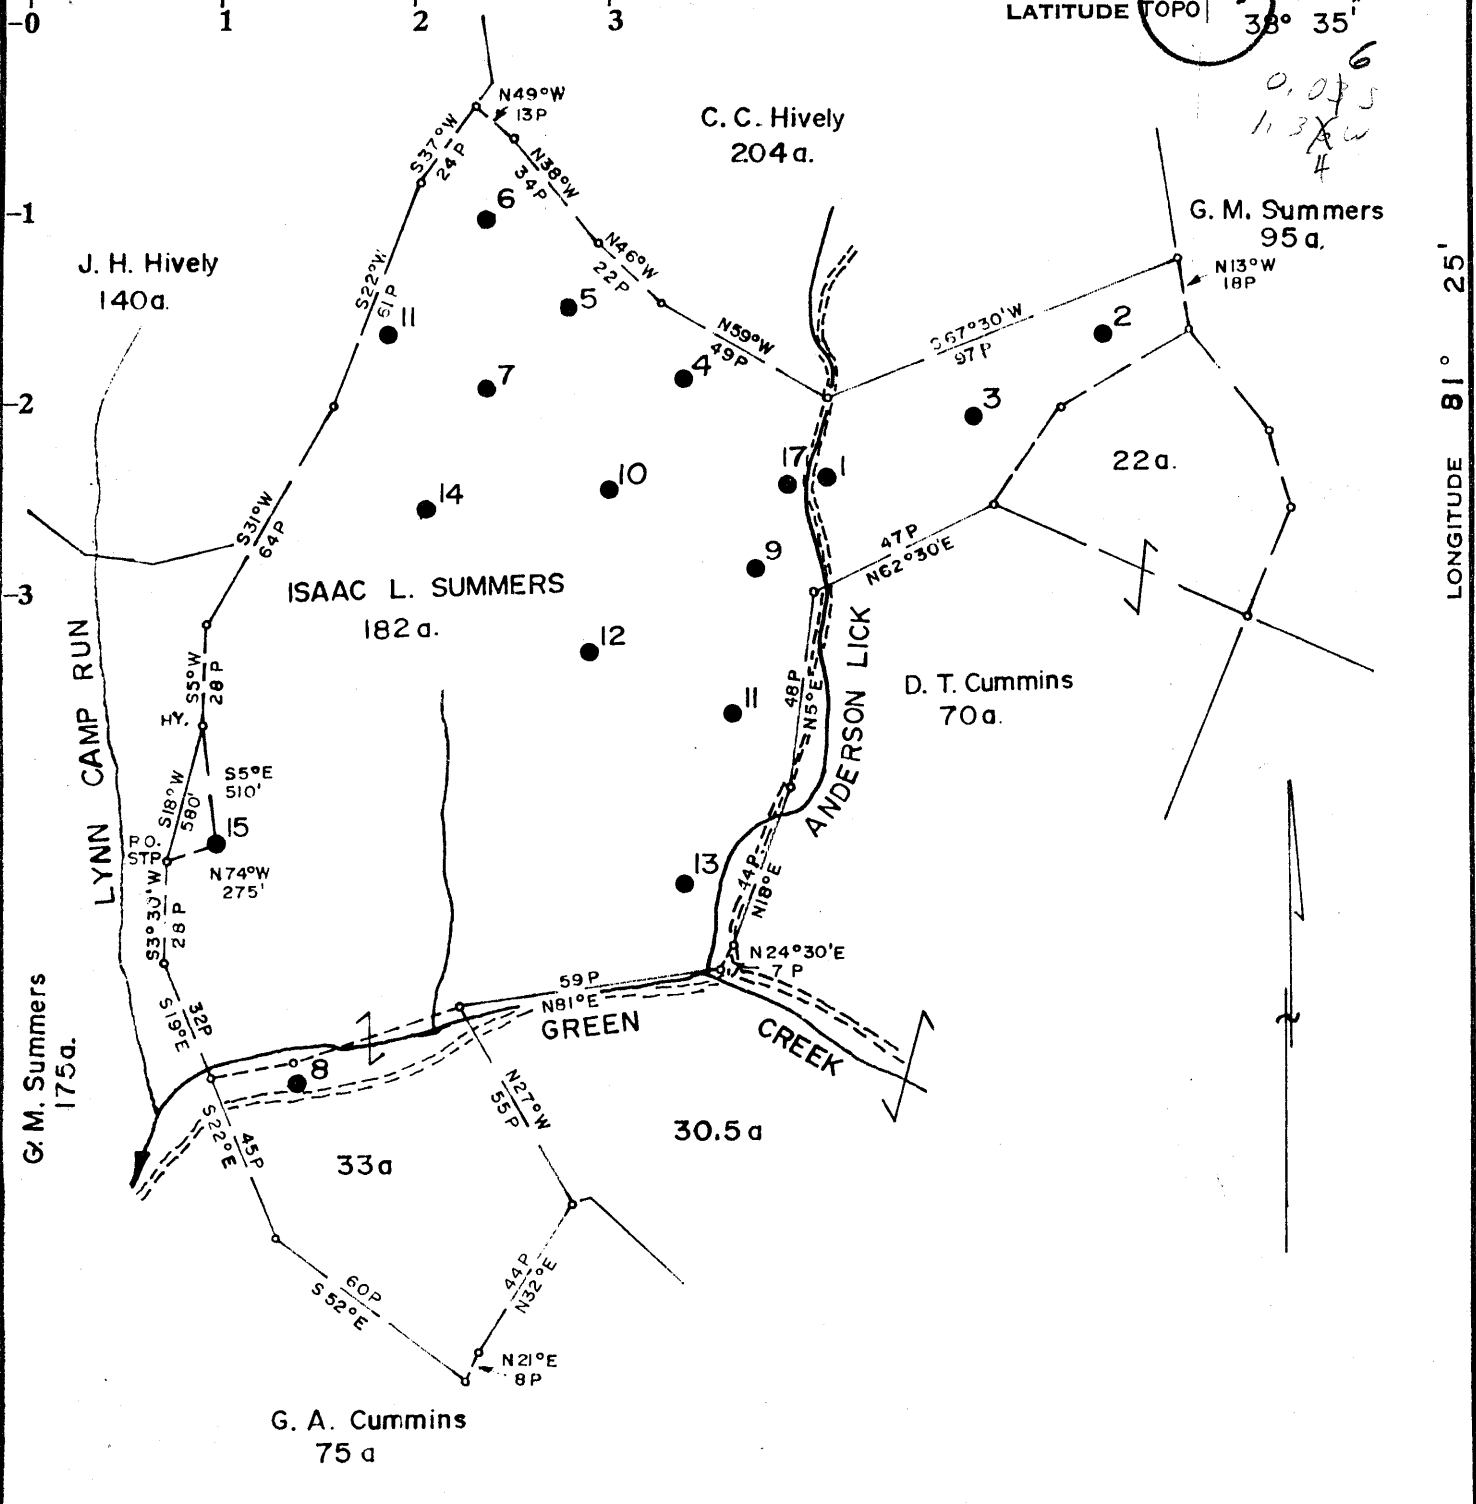 -0
1
2
3
LATITUDE TOPO 38° 35'
6
C. C. Hively
204 a.
N49°W
13P
S37°W
24P
N38°W
34P
6
-1
G. M. Summers
95 a.
J. H. Hively
140 a.
N46°W
22P
N13°W
18P
25'
S22°W
61P
11
5
N59°W
49P
S67°30'W
97P
2
7
4
3
-2
81°
LONGITUDE
17
1
22 a.
10
14
S31°W
64P
47P
N62°30'E
9
-3
ISAAC L. SUMMERS
182 a.
12
LYNN CAMP RUN
S5°W
28P
HY.
48P
N5°E
ANDERSON LICK
D. T. Cummins
70 a.
11
S5°E
510'
S18°W
580'
15
P.O.
STP
N74°W
275'
13
44P
N18°E
S3°30'W
28P
N24°30'E
7P
59P
N81°E
32P
S19°E
GREEN CREEK
G. M. Summers
175 a.
8
N27°W
55P
S22°E
45P
30.5 a
33 a
44P
N32°E
60P
S52°E
N21°E
8P
G. A. Cummins
75 a